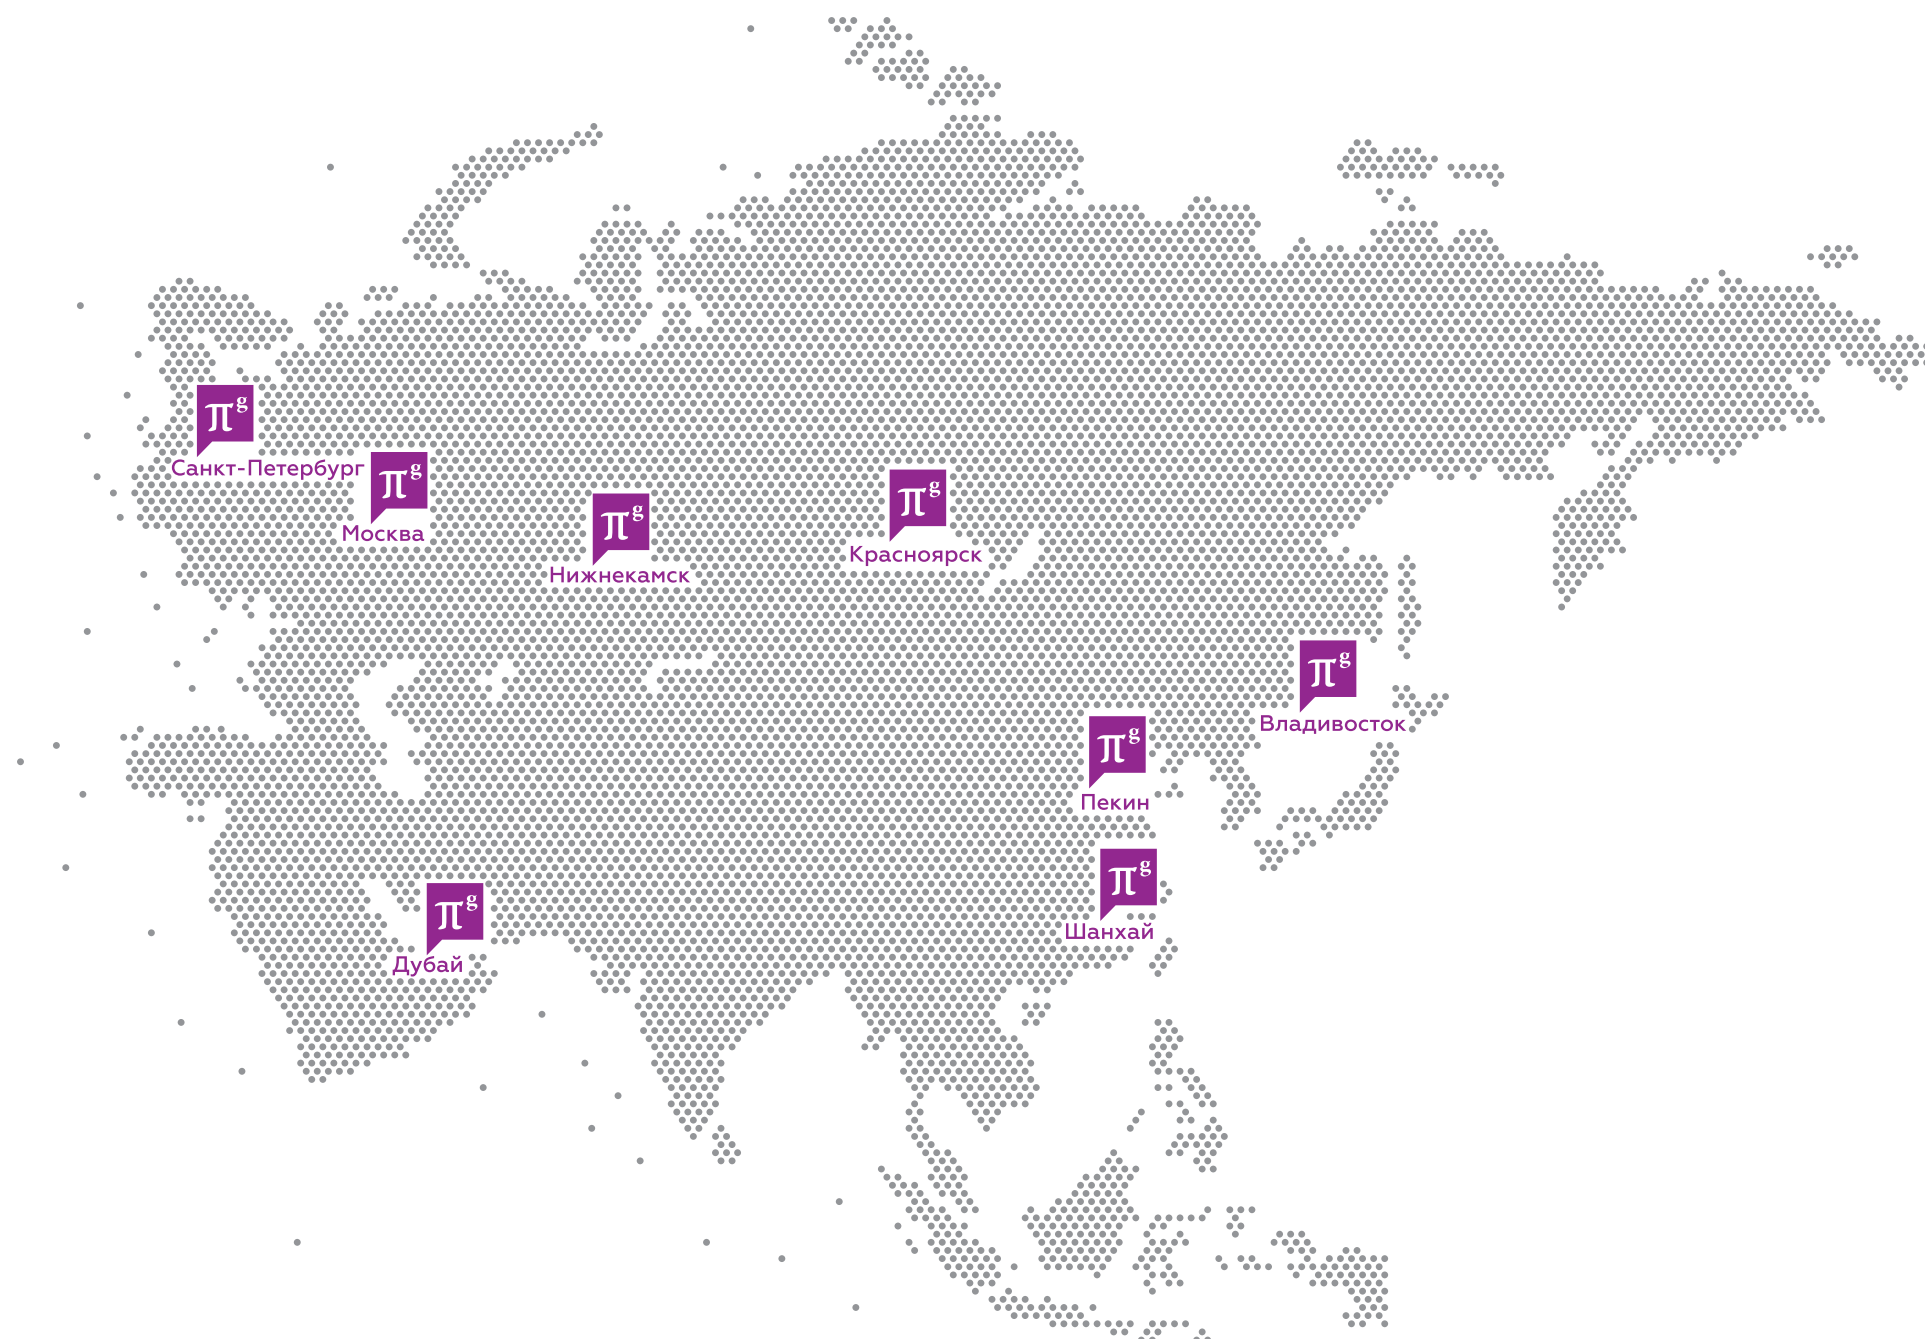 π g
Санкт-Петербург
π g
Москва
π g
Нижнекамск
π g
Красноярск
π g
Владивосток
π g
Пекин
π g
Шанхай
π g
Дубай